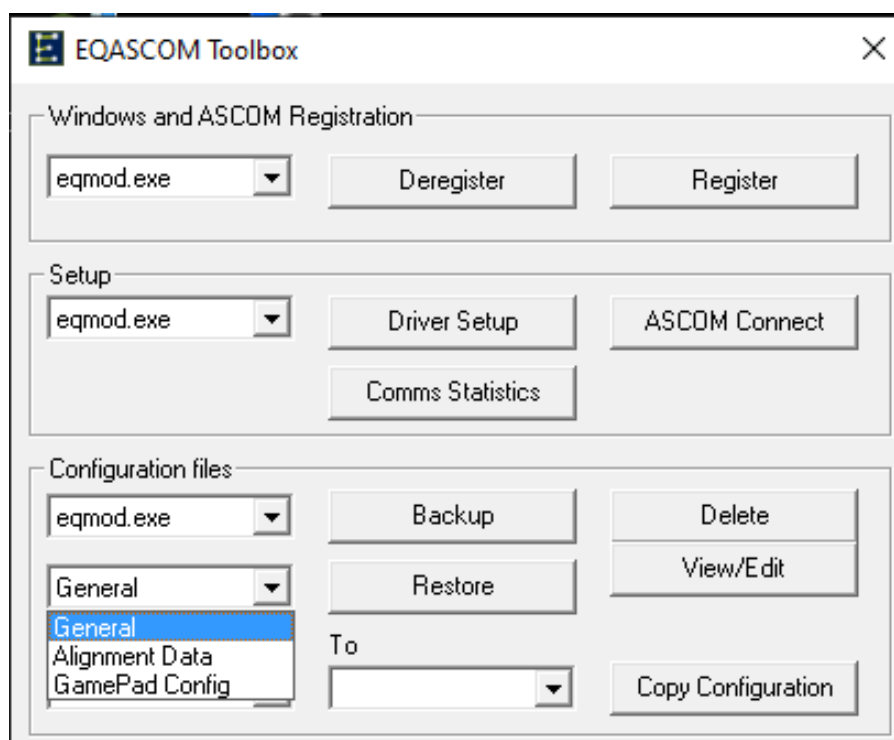 EQASCOM Toolbox
Windows and ASCOM Registration
eqmod.exe Deregister Register
Setup
eqmod.exe Driver Setup ASCOM Connect
Comms Statistics
Configuration files
eqmod.exe Backup Delete
General Restore View/Edit
General
Alignment Data
GamePad Config
To
Copy Configuration